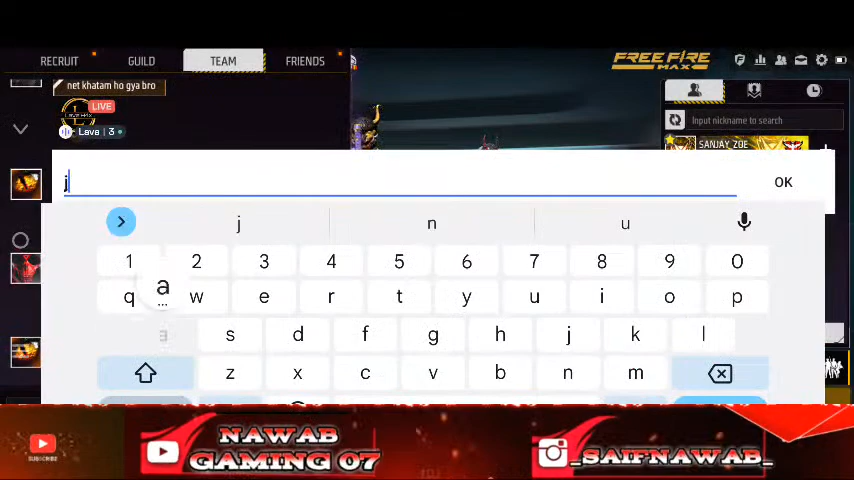 RECRUIT GUILD TEAM FRIENDS
FREE FIRE
MAX
net khatam ho gya bro
LIVE
Lava | 3
Input nickname to search
SANJAY_ZOE
j
OK
j n u
1 2 3 4 5 6 7 8 9 0
q w e r t y u i o p
a
s d f g h j k l
z x c v b n m
NAWAB
GAMING 07
SUBSCRIBE
_SAIFNAWAB_